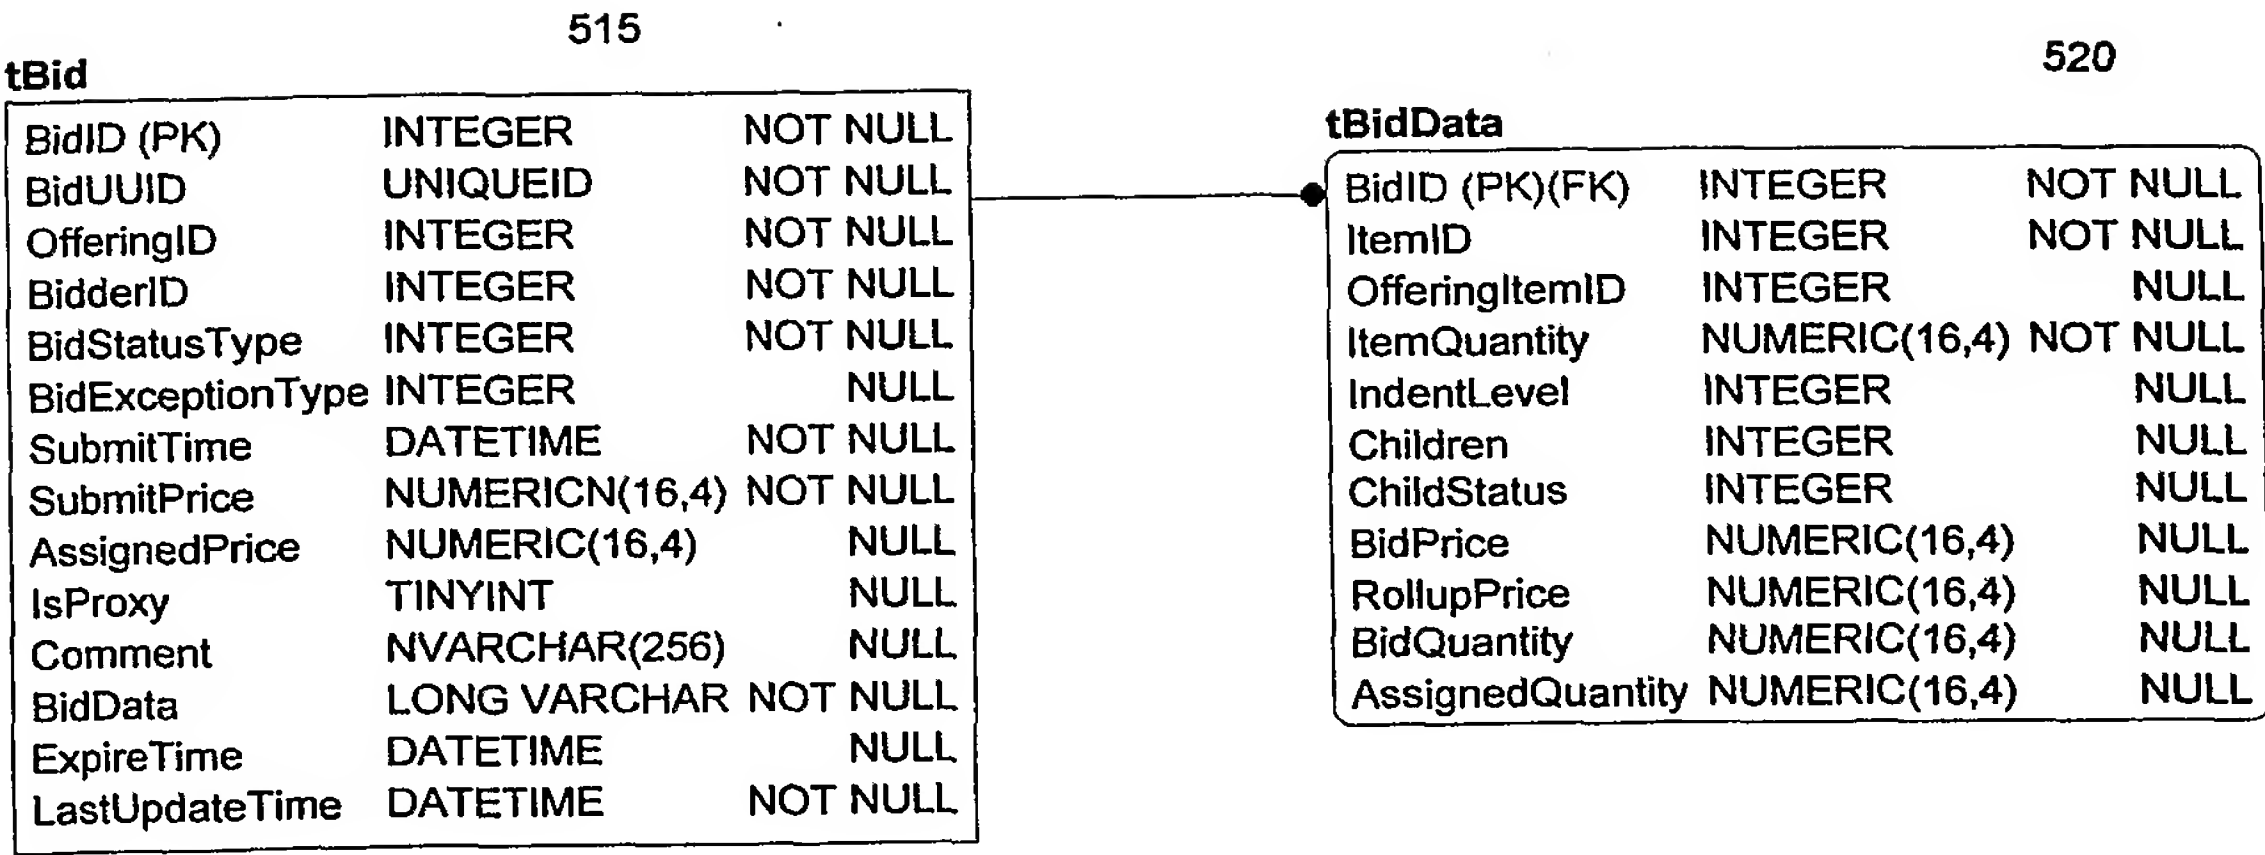 515
tBid
BidID (PK) INTEGER NOT NULL
BidUUID UNIQUEID NOT NULL
OfferingID INTEGER NOT NULL
BidderID INTEGER NOT NULL
BidStatusType INTEGER NOT NULL
BidExceptionType INTEGER NULL
SubmitTime DATETIME NOT NULL
SubmitPrice NUMERICN(16,4) NOT NULL
AssignedPrice NUMERIC(16,4) NULL
IsProxy TINYINT NULL
Comment NVARCHAR(256) NULL
BidData LONG VARCHAR NOT NULL
ExpireTime DATETIME NULL
LastUpdateTime DATETIME NOT NULL
520
tBidData
BidID (PK)(FK) INTEGER NOT NULL
ItemID INTEGER NOT NULL
OfferingItemID INTEGER NULL
ItemQuantity NUMERIC(16,4) NOT NULL
IndentLevel INTEGER NULL
Children INTEGER NULL
ChildStatus INTEGER NULL
BidPrice NUMERIC(16,4) NULL
RollupPrice NUMERIC(16,4) NULL
BidQuantity NUMERIC(16,4) NULL
AssignedQuantity NUMERIC(16,4) NULL